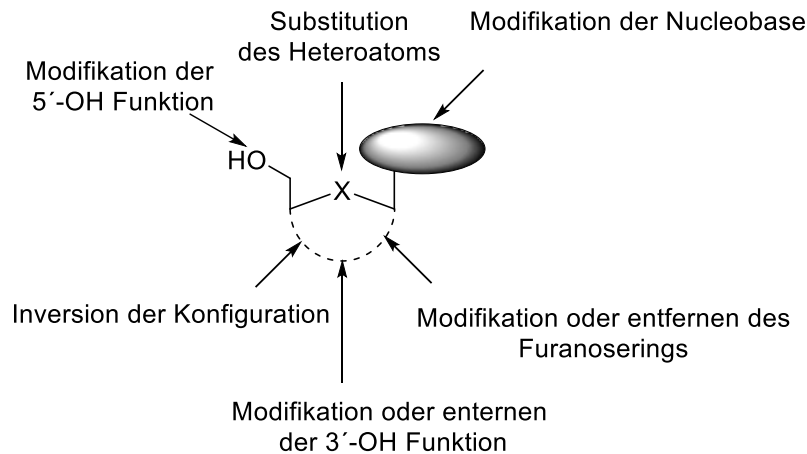 Substitution
des Heteroatoms
Modifikation der Nucleobase
Modifikation der
5´-OH Funktion
HO
X
Inversion der Konfiguration
Modifikation oder entfernen des
Furanoserings
Modifikation oder enternen
der 3´-OH Funktion